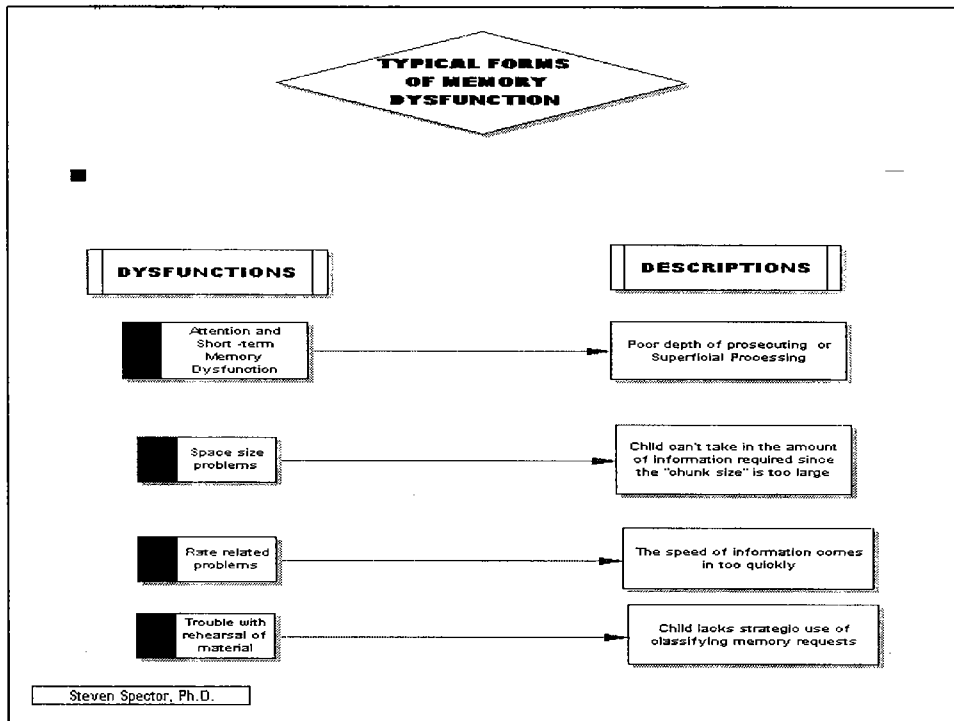 TYPICAL FORMS
OF MEMORY
DYSFUNCTION
DYSFUNCTIONS
DESCRIPTIONS
Attention and
Short -term
Memory
Dysfunction
Poor depth of prosecuting or
Superficial Processing
Space size
problems
Child can't take in the amount
of information required since
the "chunk size" is too large
Rate related
problems
The speed of information comes
in too quickly
Trouble with
rehearsal of
material
Child lacks strategic use of
classifying memory requests
Steven Spector, Ph.D.